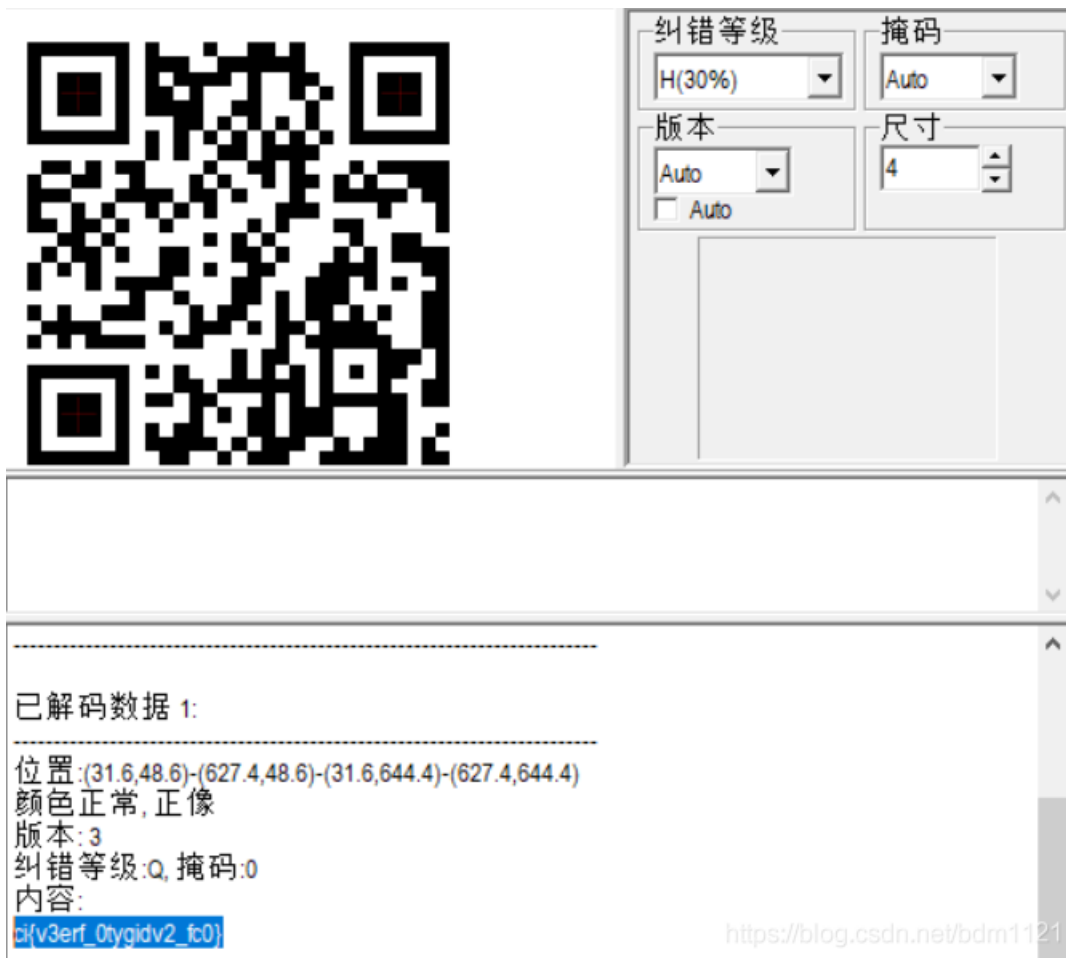 纠错等级
掩码
H(30%)
Auto
版本
尺寸
Auto
4
Auto
已解码数据 1:
位置:(31.6,48.6)-(627.4,48.6)-(31.6,644.4)-(627.4,644.4)
颜色正常, 正像
版本: 3
纠错等级:Q, 掩码:0
内容:
ci{v3erf_0tygidv2_fc0}
https://blog.csdn.net/bdm1121